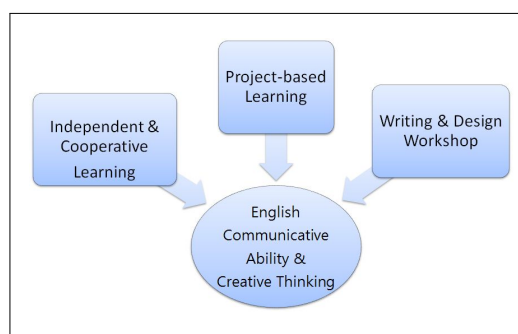 Project-based
Learning
Independent &
Cooperative
Learning
Writing & Design
Workshop
English
Communicative
Ability &
Creative Thinking